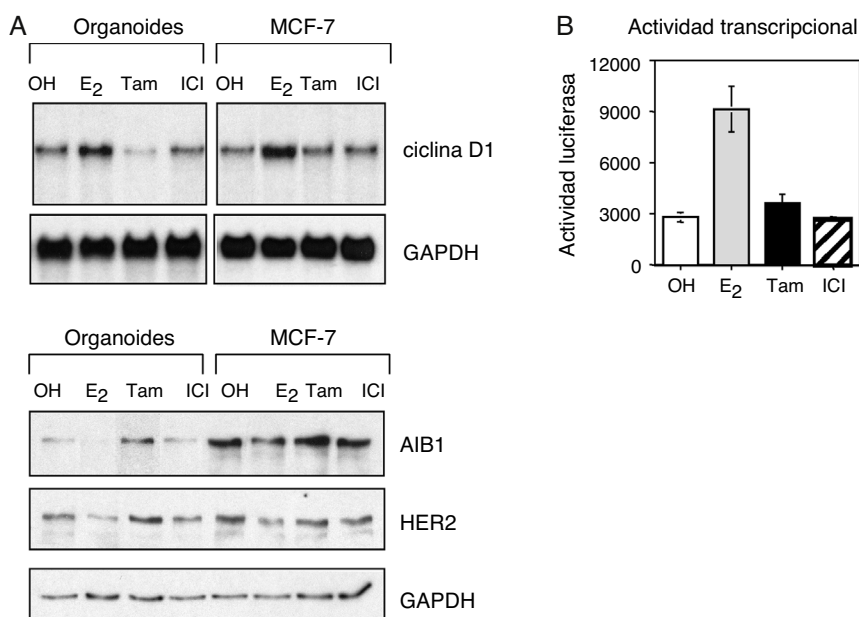 A
Organoides MCF-7
OH E2 Tam ICI OH E2 Tam ICI
ciclina D1
GAPDH
Organoides MCF-7
OH E2 Tam ICI OH E2 Tam ICI
AIB1
HER2
GAPDH
B Actividad transcripcional
Actividad luciferasa
12000
9000
6000
3000
0
OH E2 Tam ICI